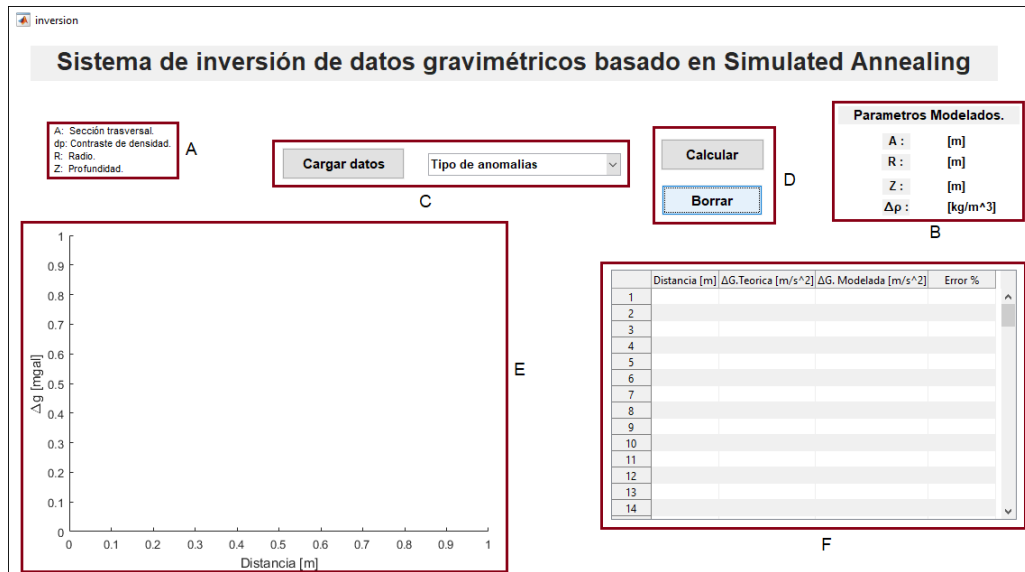 inversion
Sistema de inversión de datos gravimétricos basado en Simulated Annealing
A: Sección trasversal.
dp: Contraste de densidad.
R: Radio.
Z: Profundidad.
A
Cargar datos
Tipo de anomalias
C
Calcular
Borrar
D
Parametros Modelados.
A : [m]
R : [m]
Z : [m]
Δρ : [kg/m^3]
B
1
0.9
0.8
0.7
0.6
0.5
0.4
0.3
0.2
0.1
0
Δg [mgal]
0 0.1 0.2 0.3 0.4 0.5 0.6 0.7 0.8 0.9 1
Distancia [m]
E
Distancia [m] ΔG.Teorica [m/s^2] ΔG. Modelada [m/s^2] Error %
1
2
3
4
5
6
7
8
9
10
11
12
13
14
F